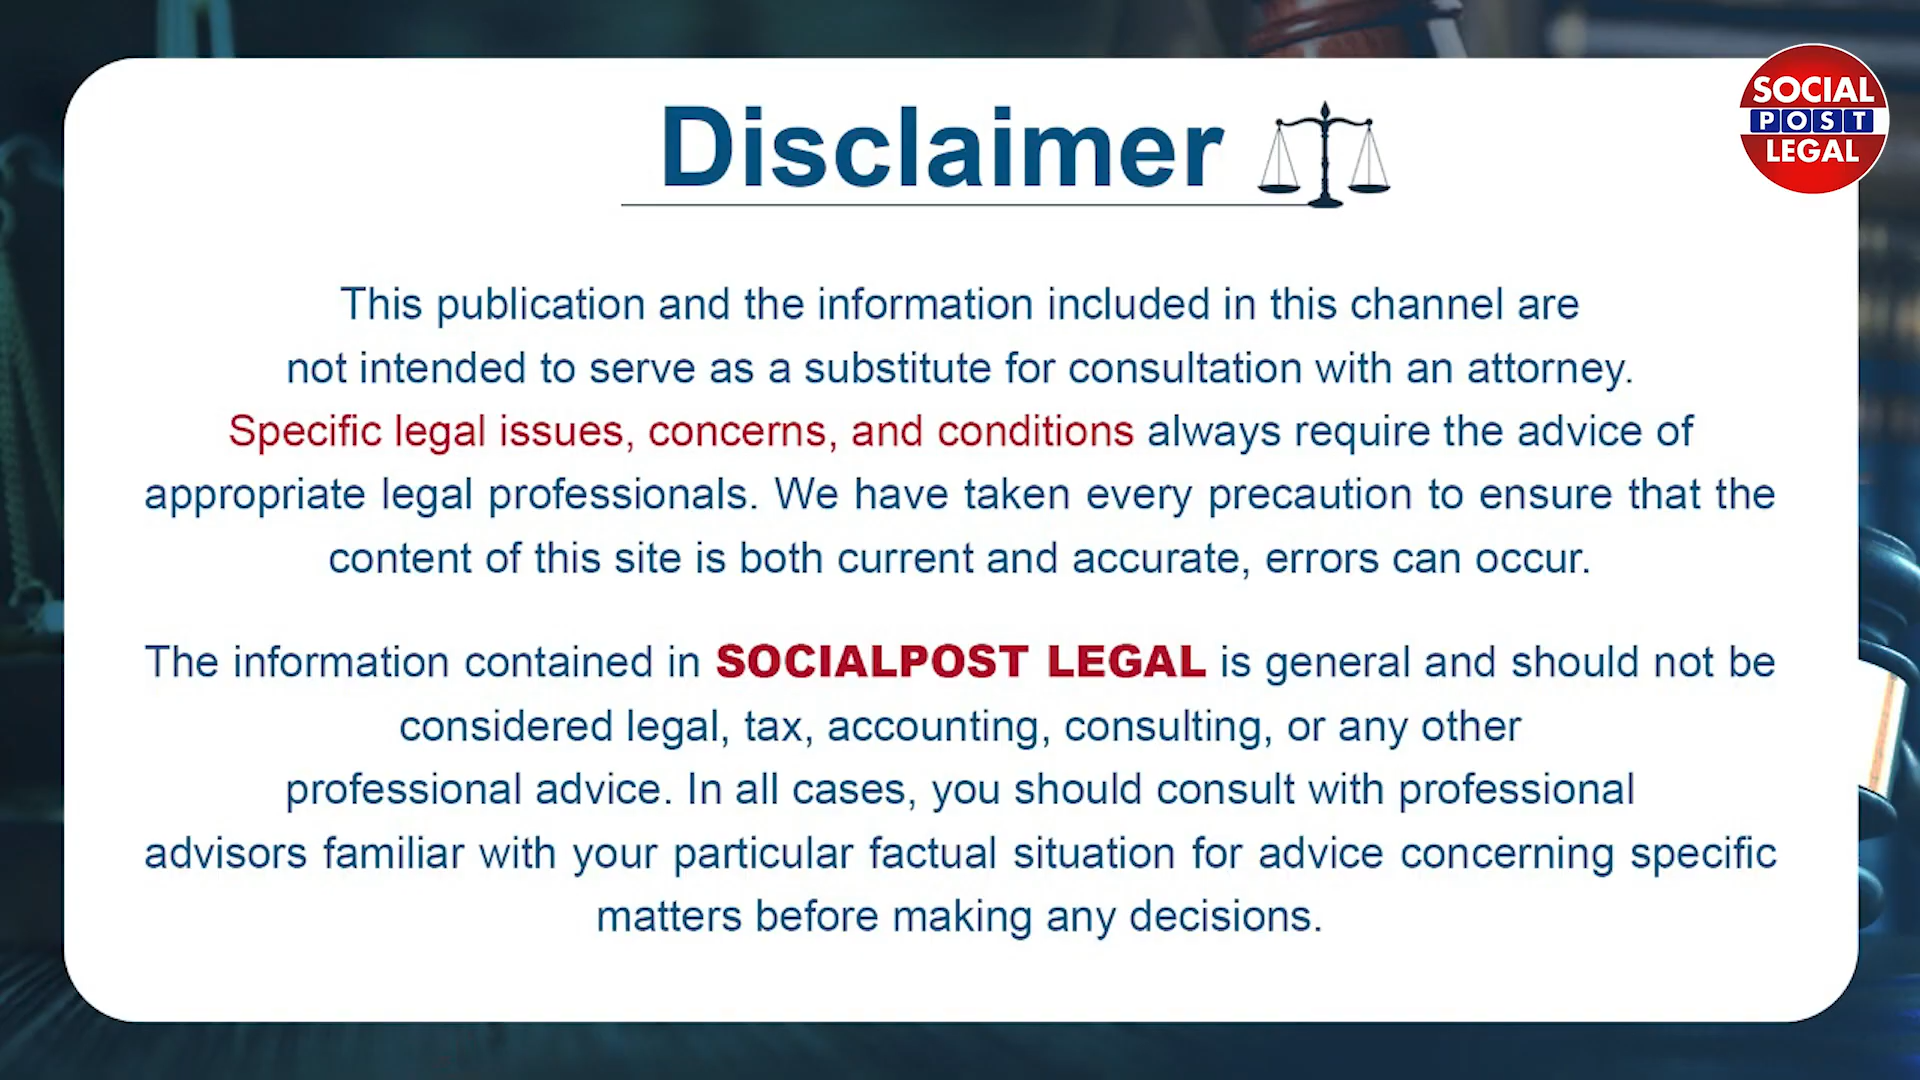 Disclaimer
SOCIAL
POST
LEGAL
This publication and the information included in this channel are
not intended to serve as a substitute for consultation with an attorney.
Specific legal issues, concerns, and conditions always require the advice of
appropriate legal professionals. We have taken every precaution to ensure that the
content of this site is both current and accurate, errors can occur.
The information contained in SOCIALPOST LEGAL is general and should not be
considered legal, tax, accounting, consulting, or any other
professional advice. In all cases, you should consult with professional
advisors familiar with your particular factual situation for advice concerning specific
matters before making any decisions.